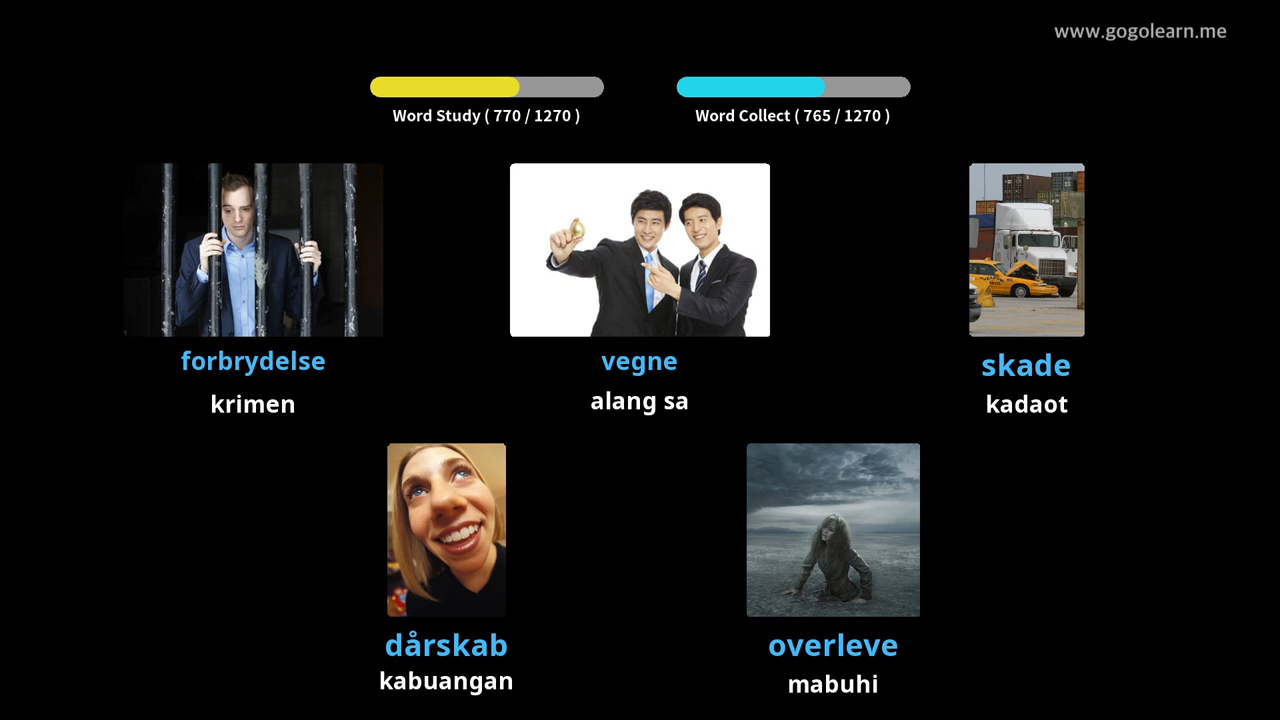 www.gogolearn.me
Word Study ( 770 / 1270 )
Word Collect ( 765 / 1270 )
forbrydelse
krimen
vegne
alang sa
skade
kadaot
dårskab
kabuangan
overleve
mabuhi